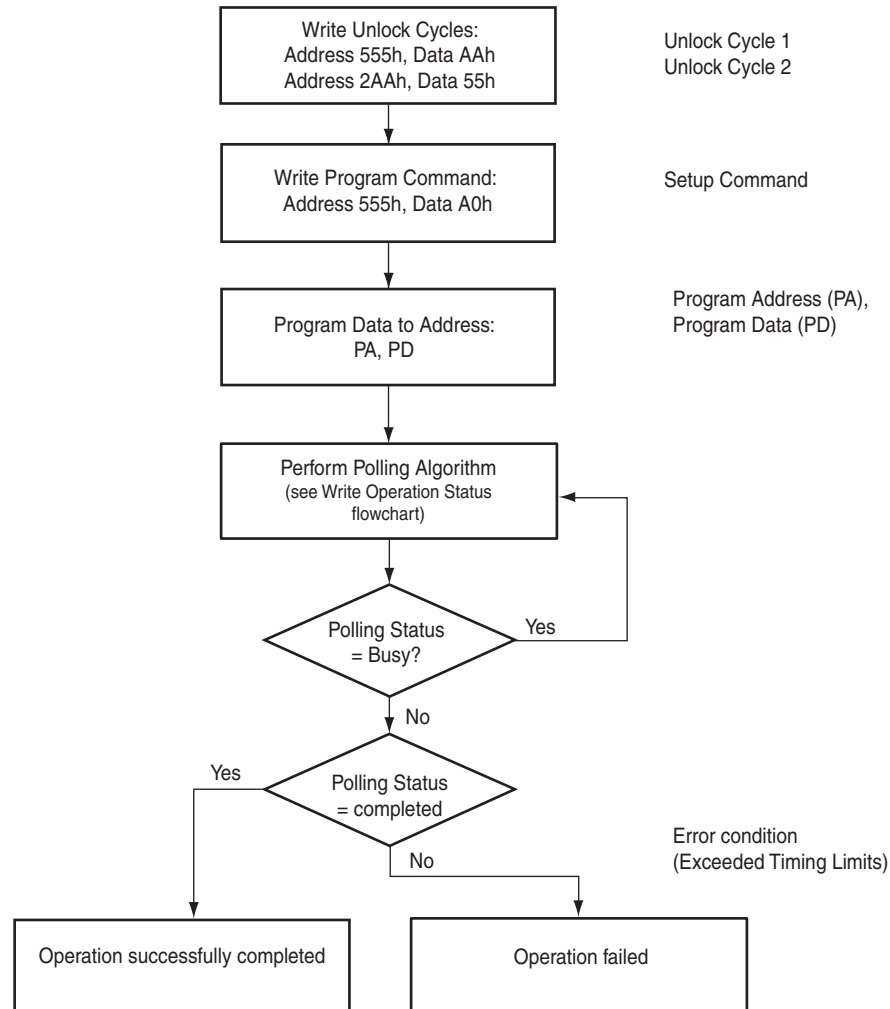 Write Unlock Cycles:
Address 555h, Data AAh
Address 2AAh, Data 55h
Unlock Cycle 1
Unlock Cycle 2
Write Program Command:
Address 555h, Data A0h
Setup Command
Program Data to Address:
PA, PD
Program Address (PA),
Program Data (PD)
Perform Polling Algorithm
(see Write Operation Status
flowchart)
Polling Status
= Busy?
Yes
No
Polling Status
= completed
Yes
No
Error condition
(Exceeded Timing Limits)
Operation successfully completed
Operation failed